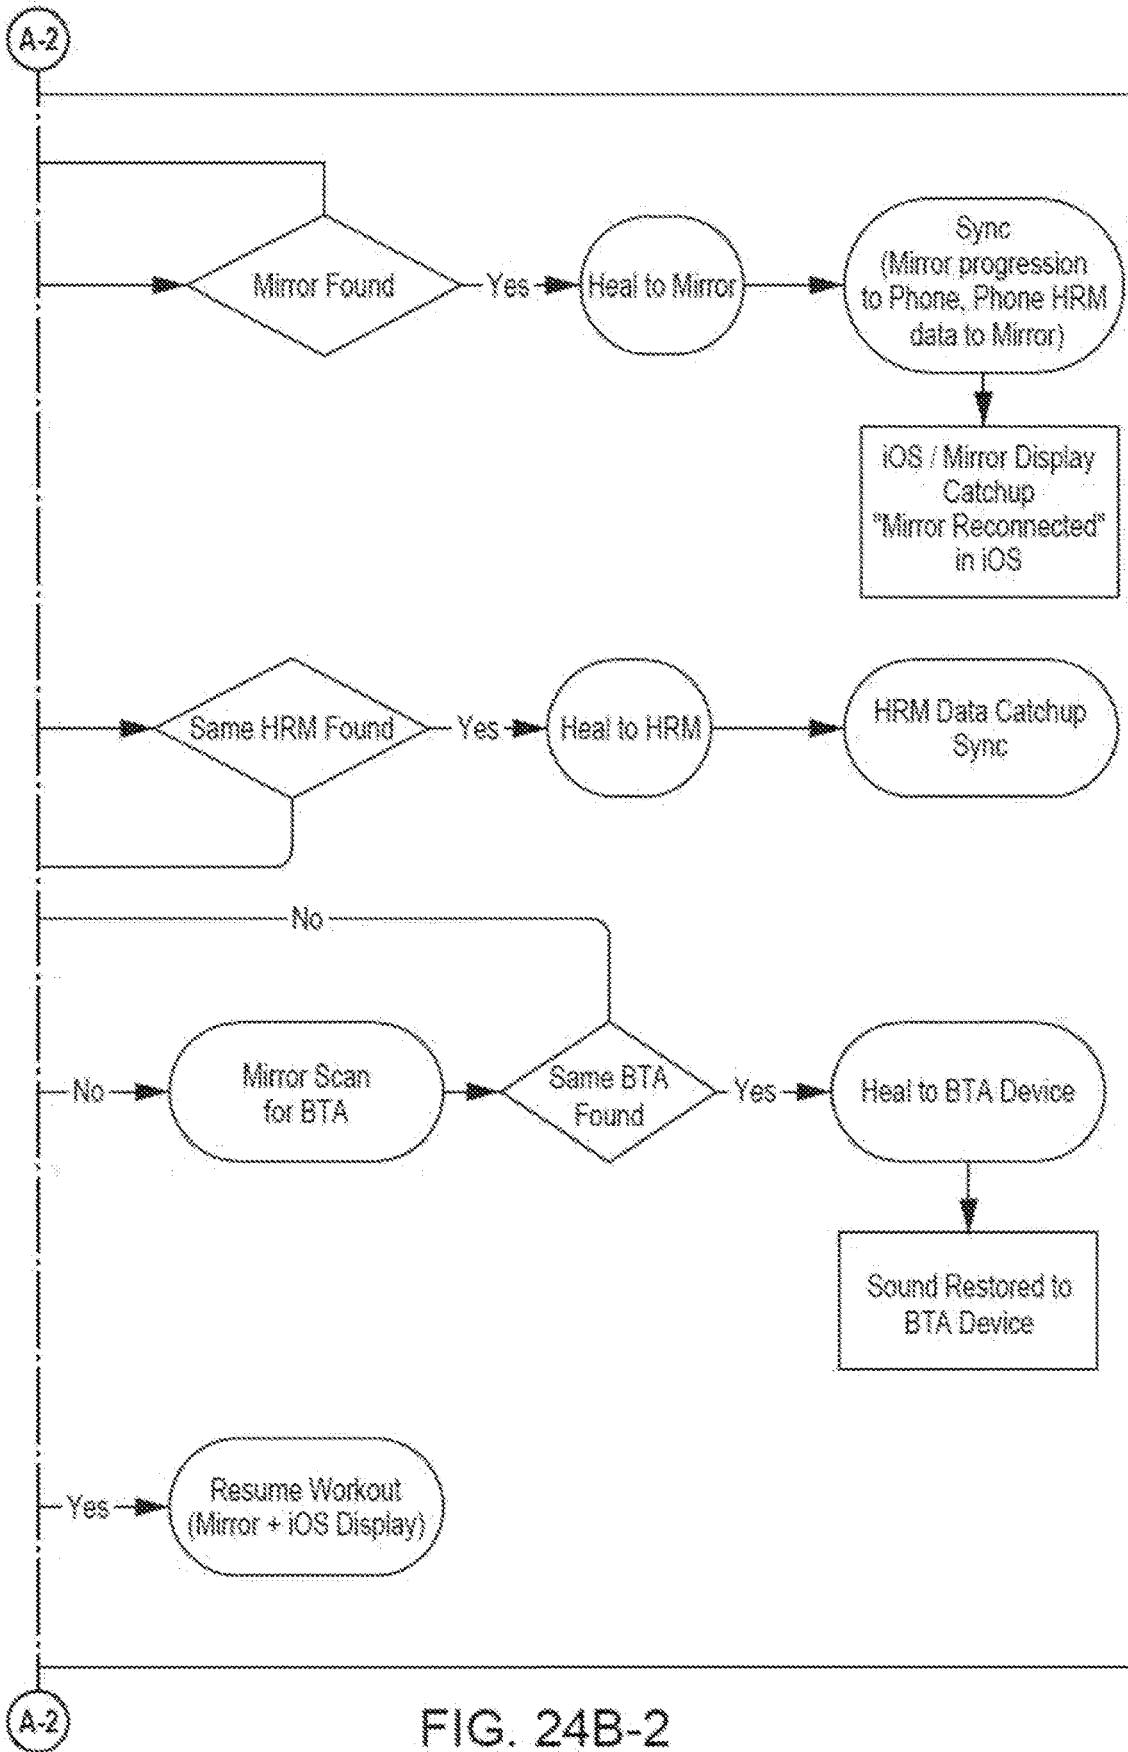 A-2
Mirror Found
Yes
Heal to Mirror
Sync
(Mirror progression
to Phone, Phone HRM
data to Mirror)
iOS / Mirror Display
Catchup
"Mirror Reconnected"
in iOS
Same HRM Found
Yes
Heal to HRM
HRM Data Catchup
Sync
No
No
Mirror Scan
for BTA
Same BTA
Found
Yes
Heal to BTA Device
Sound Restored to
BTA Device
Yes
Resume Workout
(Mirror + iOS Display)
A-2
FIG. 24B-2